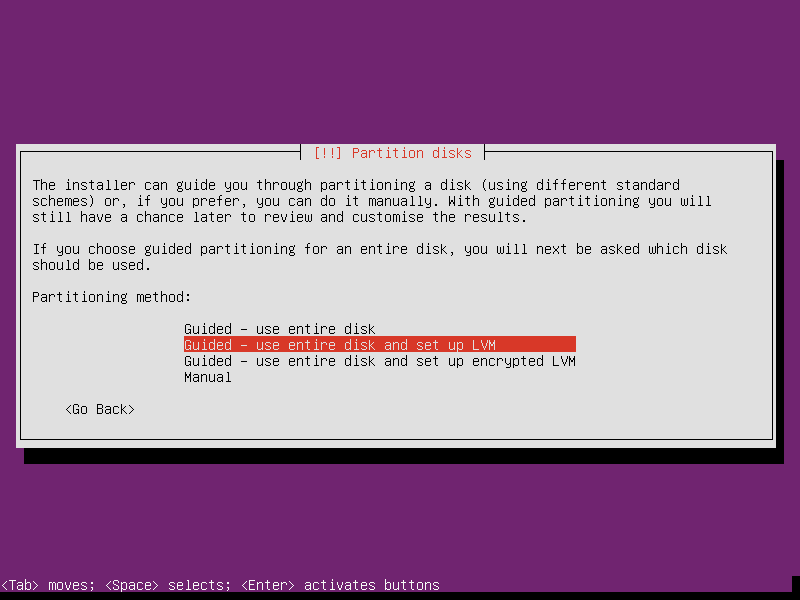 [!!] Partition disks
The installer can guide you through partitioning a disk (using different standard
schemes) or, if you prefer, you can do it manually. With guided partitioning you will
still have a chance later to review and customise the results.
If you choose guided partitioning for an entire disk, you will next be asked which disk
should be used.
Partitioning method:
Guided - use entire disk
Guided - use entire disk and set up LVM
Guided - use entire disk and set up encrypted LVM
Manual
<Go Back>
<Tab> moves; <Space> selects; <Enter> activates buttons